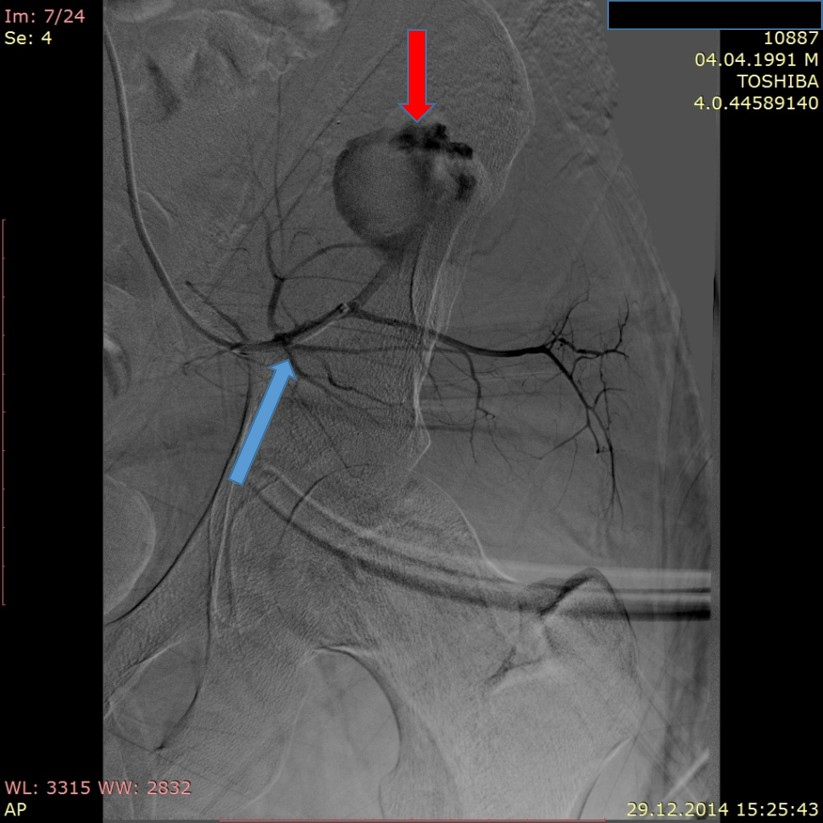 Im: 7/24
Se: 4
10887
04.04.1991 M
TOSHIBA
4.0.44589140
WL: 3315 WW: 2832
AP
29.12.2014 15:25:43